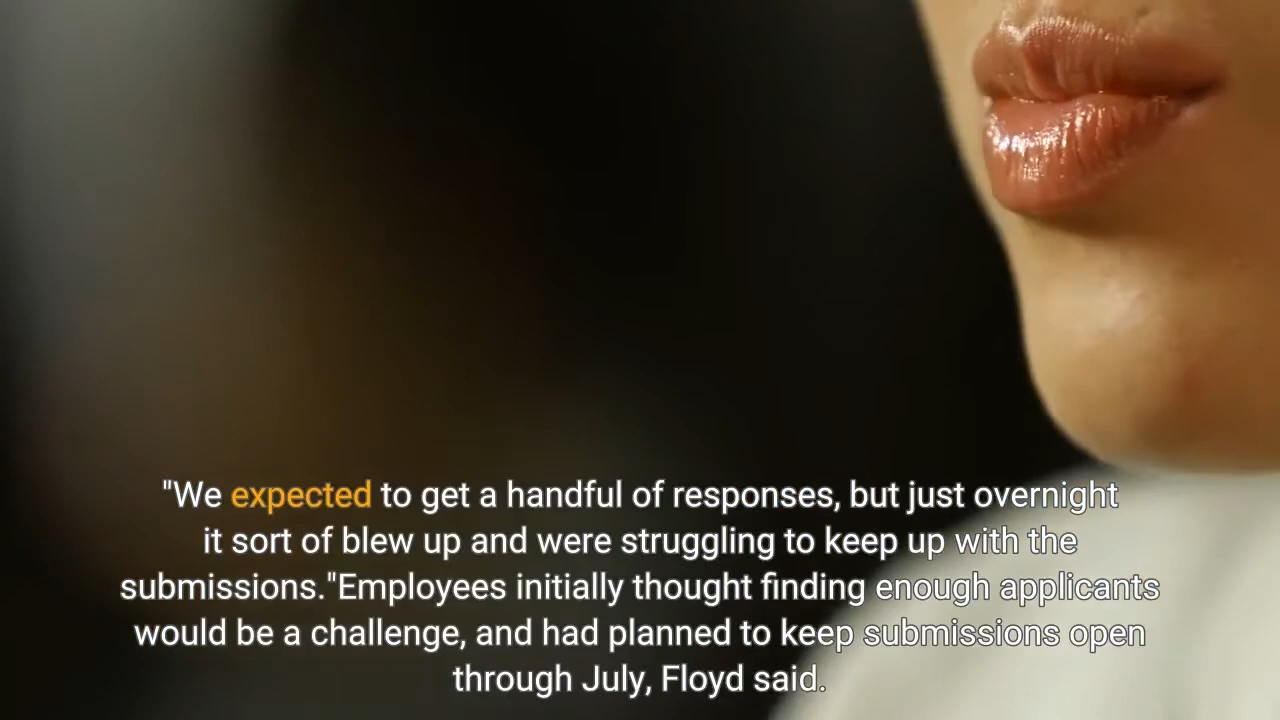 "We expected to get a handful of responses, but just overnight
it sort of blew up and were struggling to keep up with the
submissions."Employees initially thought finding enough applicants
would be a challenge, and had planned to keep submissions open
through July, Floyd said.